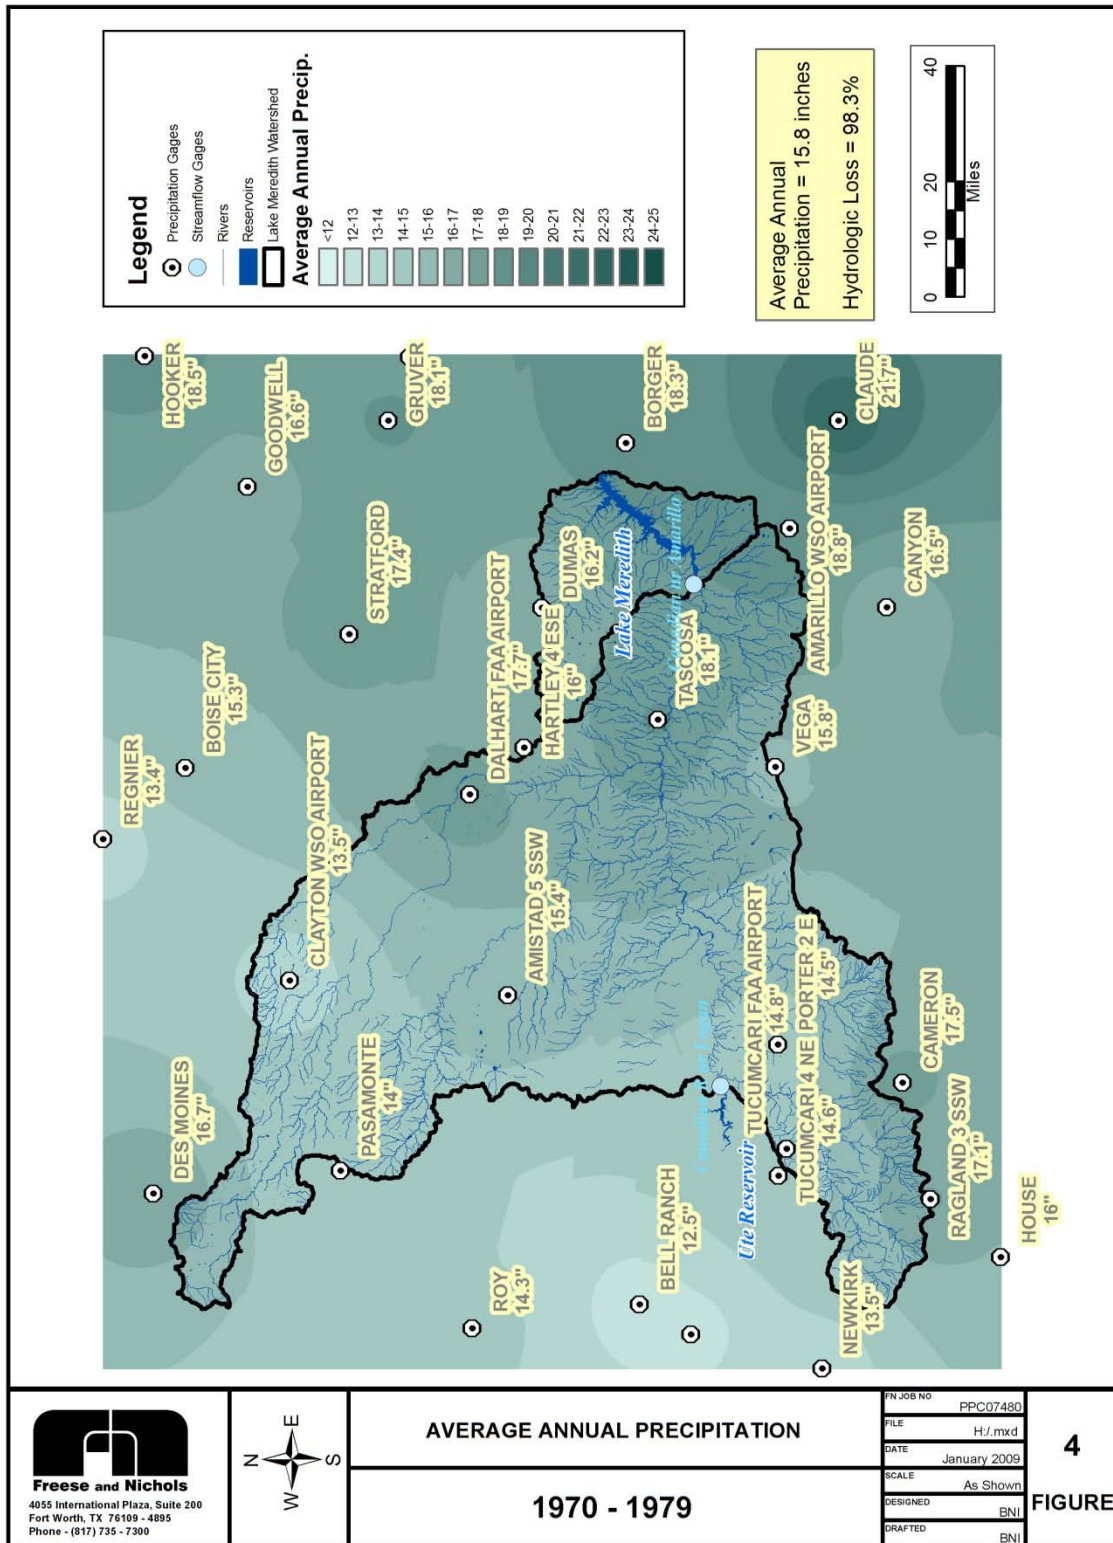 Legend
Precipitation Gages
Streamflow Gages
Rivers
Reservoirs
Lake Meredith Watershed
Average Annual Precip.
<12
12-13
13-14
14-15
15-16
16-17
17-18
18-19
19-20
20-21
21-22
22-23
23-24
24-25
Average Annual
Precipitation = 15.8 inches
Hydrologic Loss = 98.3%
0 10 20 40
Miles
HOOKER
18.5"
GOODWELL
16.6"
GRUVER
18.1"
BORGER
18.3"
CLAUDE
21.7"
STRATFORD
17.4"
BOISE CITY
15.3"
REGNIER
13.4"
DALHART FAA AIRPORT
17.7"
HARTLEY 4 ESE
16"
DUMAS
16.2"
Lake Meredith
Canadian nr Amarillo
TASCOSA
18.1"
AMARILLO WSO AIRPORT
18.8"
CANYON
16.5"
VEGA
15.8"
CLAYTON WSO AIRPORT
13.5"
AMISTAD 5 SSW
15.4"
DES MOINES
16.7"
PASAMONTE
14"
TUCUMCARI FAA AIRPORT
14.8"
TUCUMCARI 4 NE
14.6"
PORTER 2 E
14.5"
CAMERON
17.5"
RAGLAND 3 SSW
17.1"
HOUSE
16"
Ute Reservoir
BELL RANCH
12.5"
ROY
14.3"
NEWKIRK
13.5"
Freese and Nichols
4055 International Plaza, Suite 200
Fort Worth, TX 76109 - 4895
Phone - (817) 735 - 7300
N
E
S
W
AVERAGE ANNUAL PRECIPITATION
1970 - 1979
FN JOB NO
PPC07480
FILE
H:/.mxd
DATE
January 2009
SCALE
As Shown
DESIGNED
BNI
DRAFTED
BNI
4
FIGURE